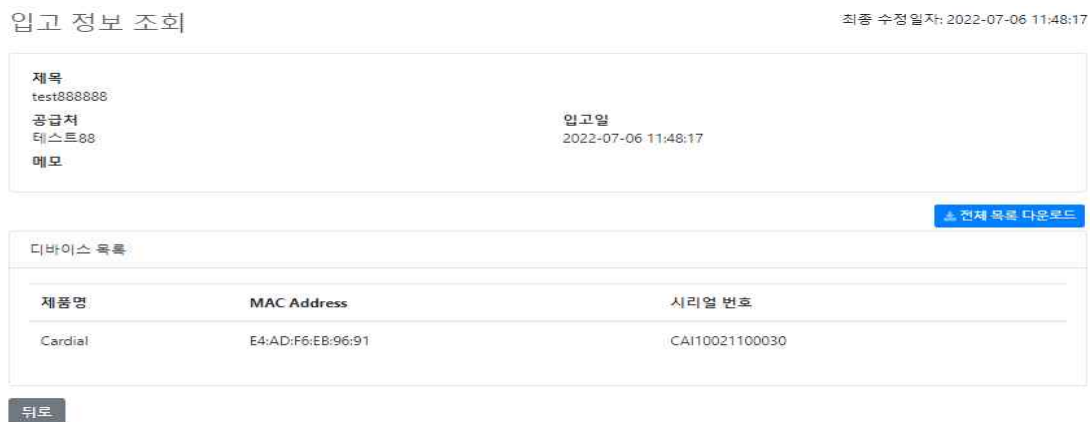 입고 정보 조회
최종 수정일자: 2022-07-06 11:48:17
제목
test888888
공급처
테스트88
입고일
2022-07-06 11:48:17
메모
전체 목록 다운로드
디바이스 목록
제품명 MAC Address 시리얼 번호
Cardial E4:AD:F6:EB:96:91 CAI10021100030
뒤로